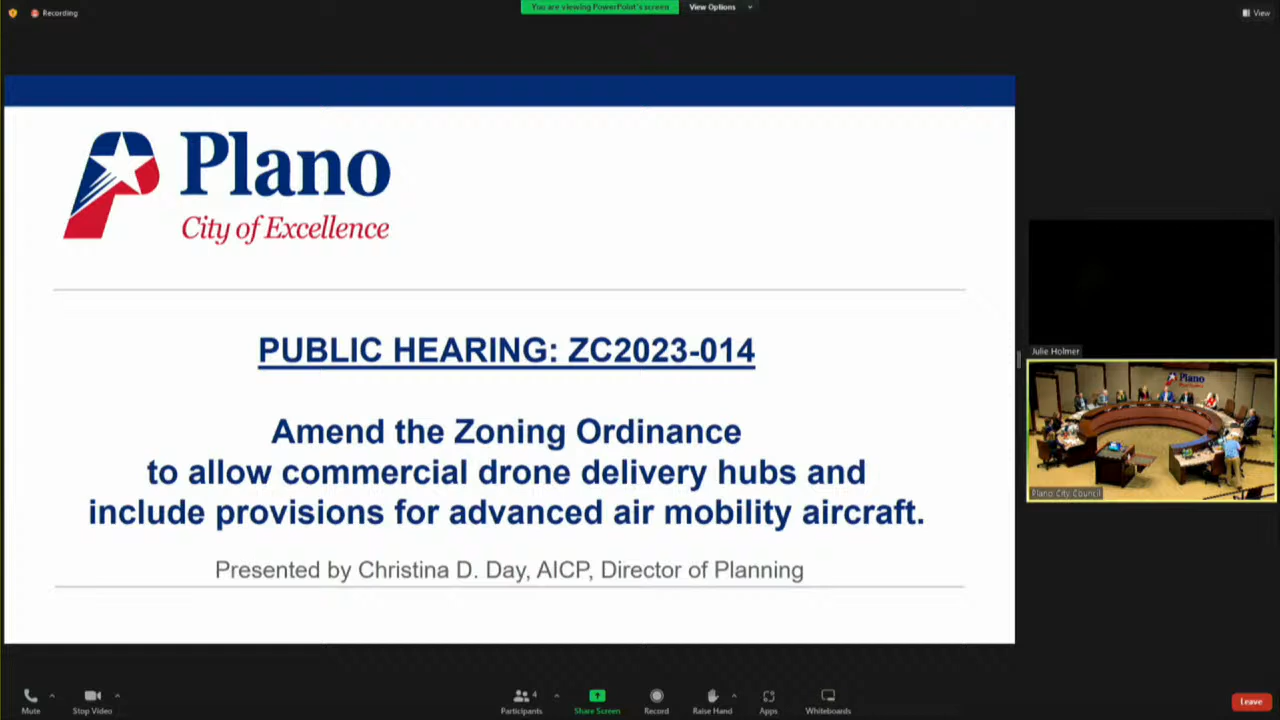 Recording
You are viewing PowerPoint's screen
View Options
View
Plano
City of Excellence
PUBLIC HEARING: ZC2023-014
Amend the Zoning Ordinance
to allow commercial drone delivery hubs and
include provisions for advanced air mobility aircraft.
Presented by Christina D. Day, AICP, Director of Planning
Julie Holmer
Plano
Plano City Council
Mute
Stop Video
4
Participants
Share Screen
Record
Raise Hand
Apps
Whiteboards
Leave